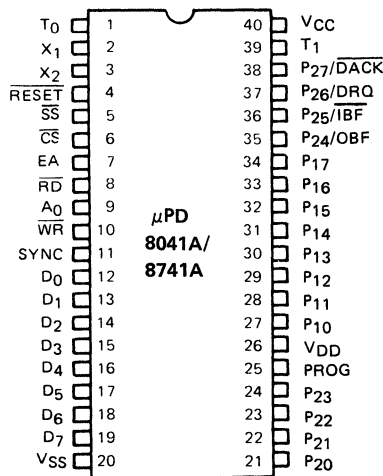 T0 1 40 VCC
X1 2 39 T1
X2 3 38 P27/DACK
RESET 4 37 P26/DRQ
SS 5 36 P25/IBF
CS 6 35 P24/OBF
EA 7 34 P17
RD 8 33 P16
A0 9 32 P15
WR 10 31 P14
SYNC 11 30 P13
D0 12 29 P12
D1 13 28 P11
D2 14 27 P10
D3 15 26 VDD
D4 16 25 PROG
D5 17 24 P23
D6 18 23 P22
D7 19 22 P21
VSS 20 21 P20
μPD
8041A/
8741A